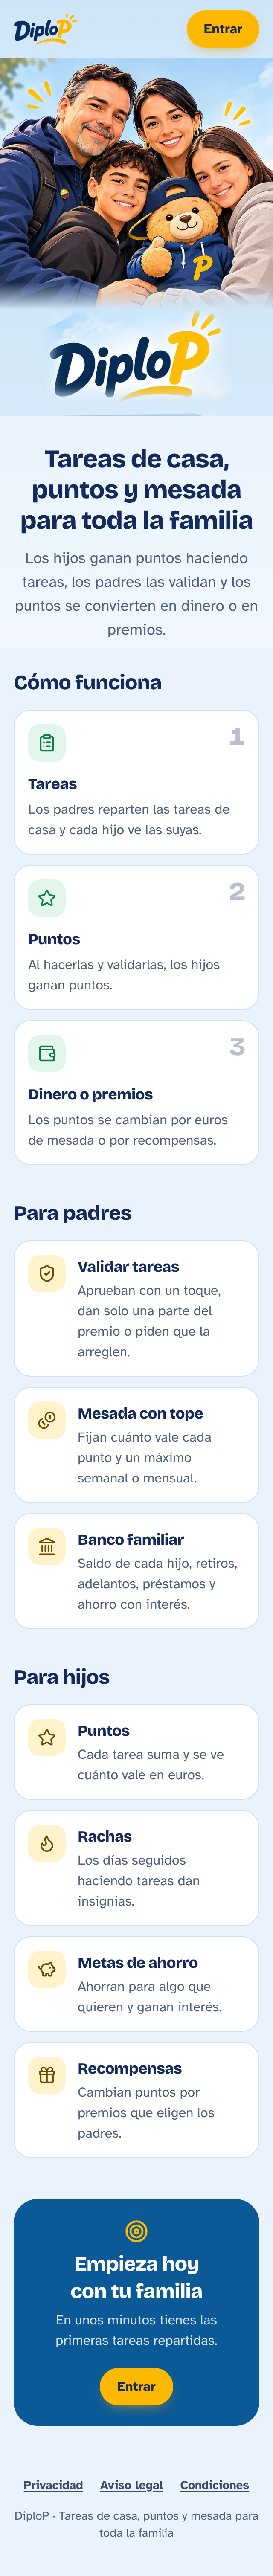 DiploP
Entrar
P
DiploP
Tareas de casa,
puntos y mesada
para toda la familia
Los hijos ganan puntos haciendo
tareas, los padres las validan y los
puntos se convierten en dinero o en
premios.
Cómo funciona
1
Tareas
Los padres reparten las tareas de
casa y cada hijo ve las suyas.
2
Puntos
Al hacerlas y validarlas, los hijos
ganan puntos.
3
Dinero o premios
Los puntos se cambian por euros
de mesada o por recompensas.
Para padres
Validar tareas
Aprueban con un toque,
dan solo una parte del
premio o piden que la
arreglen.
Mesada con tope
Fijan cuánto vale cada
punto y un máximo
semanal o mensual.
Banco familiar
Saldo de cada hijo, retiros,
adelantos, préstamos y
ahorro con interés.
Para hijos
Puntos
Cada tarea suma y se ve
cuánto vale en euros.
Rachas
Los días seguidos
haciendo tareas dan
insignias.
Metas de ahorro
Ahorran para algo que
quieren y ganan interés.
Recompensas
Cambian puntos por
premios que eligen los
padres.
Empieza hoy
con tu familia
En unos minutos tienes las
primeras tareas repartidas.
Entrar
Privacidad Aviso legal Condiciones
DiploP · Tareas de casa, puntos y mesada para
toda la familia